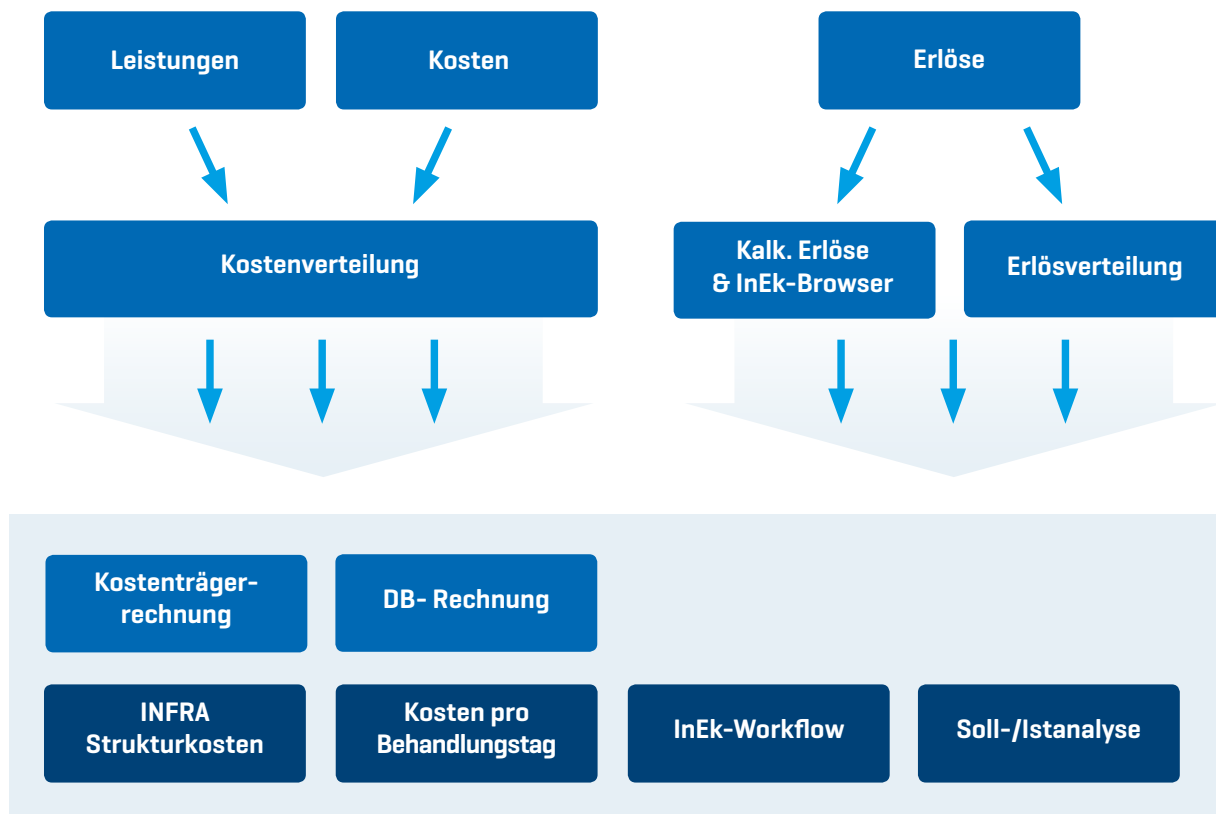 Leistungen
Kosten
Erlöse
Kostenverteilung
Kalk. Erlöse
& InEk-Browser
Erlösverteilung
Kostenträger-
rechnung
DB- Rechnung
INFRA
Strukturkosten
Kosten pro
Behandlungstag
InEk-Workflow
Soll-/Istanalyse